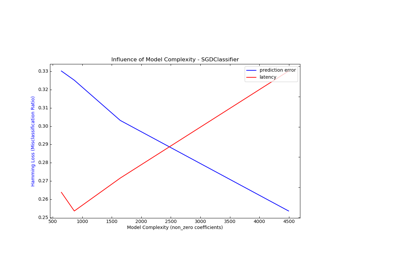 Influence of Model Complexity - SGDClassifier
prediction error
latency
0.33
0.32
0.31
0.30
0.29
0.28
0.27
0.26
0.25
Hamming Loss (Misclassification Ratio)
500 1000 1500 2000 2500 3000 3500 4000 4500
Model Complexity (non_zero coefficients)